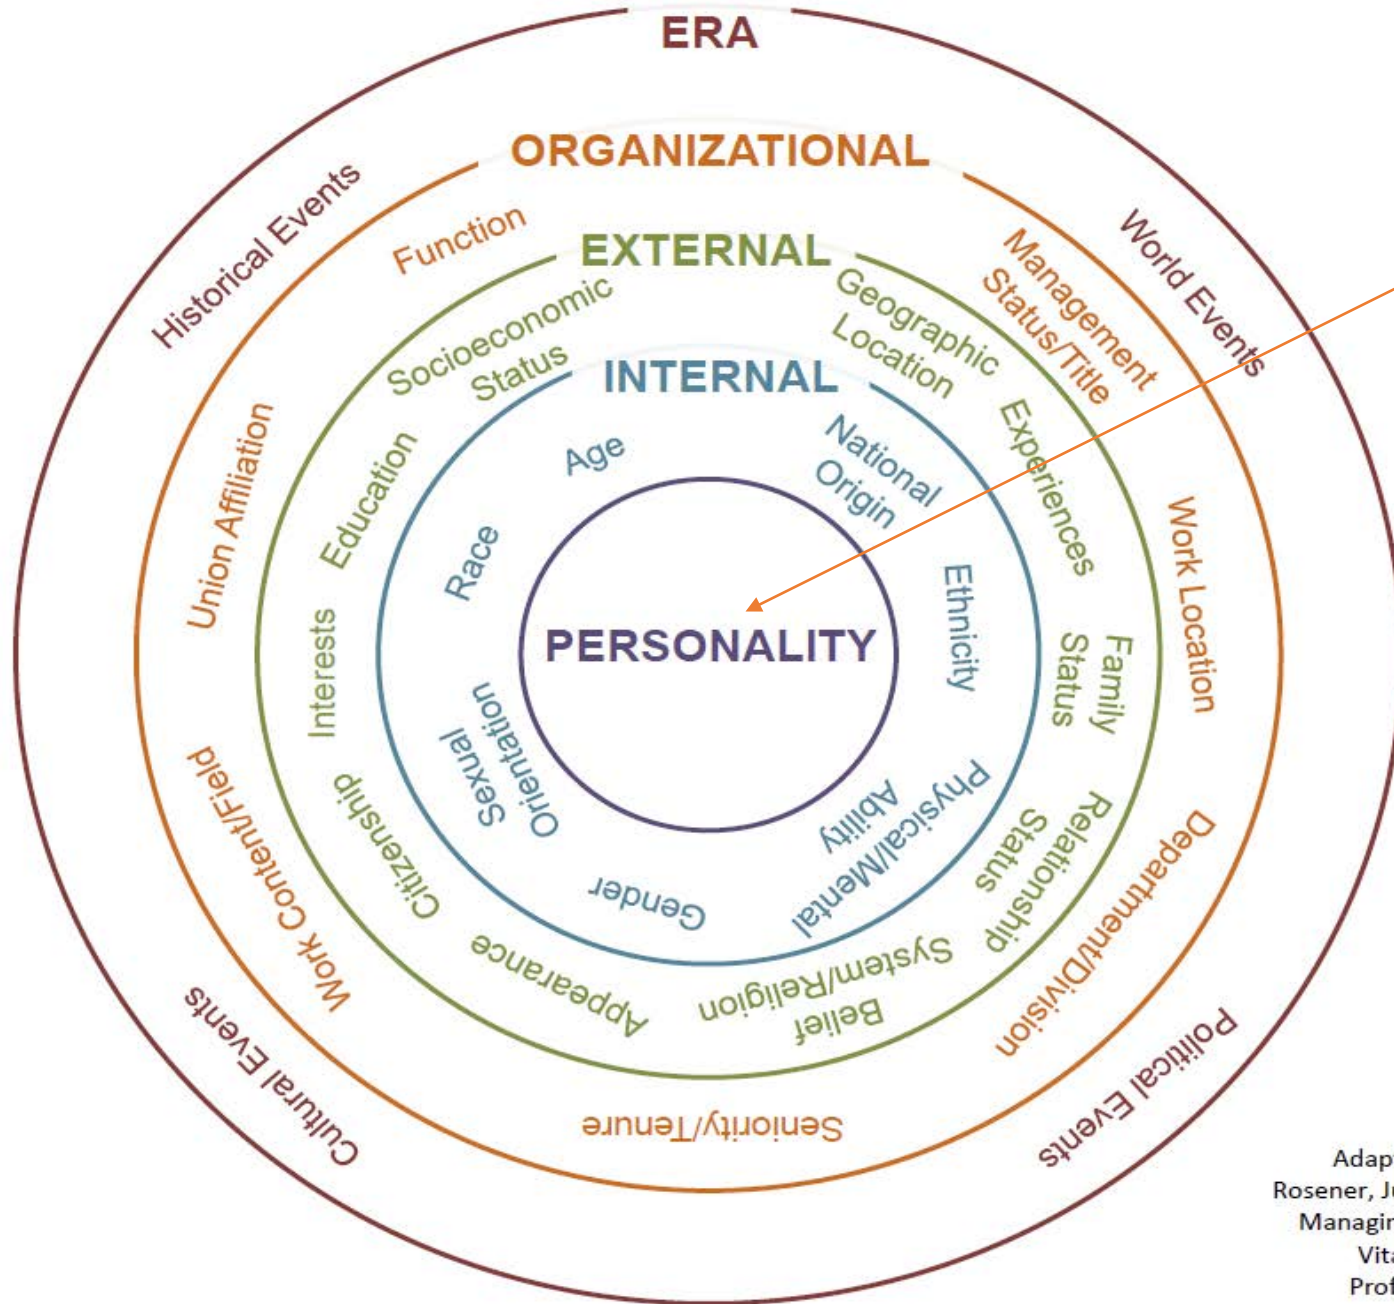 ERA
Historical Events
World Events
Political Events
Cultural Events
ORGANIZATIONAL
Function
Management
Status/Title
Work Location
Department/Division
Seniority/Tenure
Work Content/Field
Union Affiliation
EXTERNAL
Socioeconomic
Status
Geographic
Location
Experiences
Family
Status
Relationship
Status
Belief
System/Religion
Appearance
Citizenship
Interests
Education
INTERNAL
Age
National
Origin
Ethnicity
Physical/Mental
Ability
Gender
Sexual
Orientation
Race
PERSONALITY
Rosener,